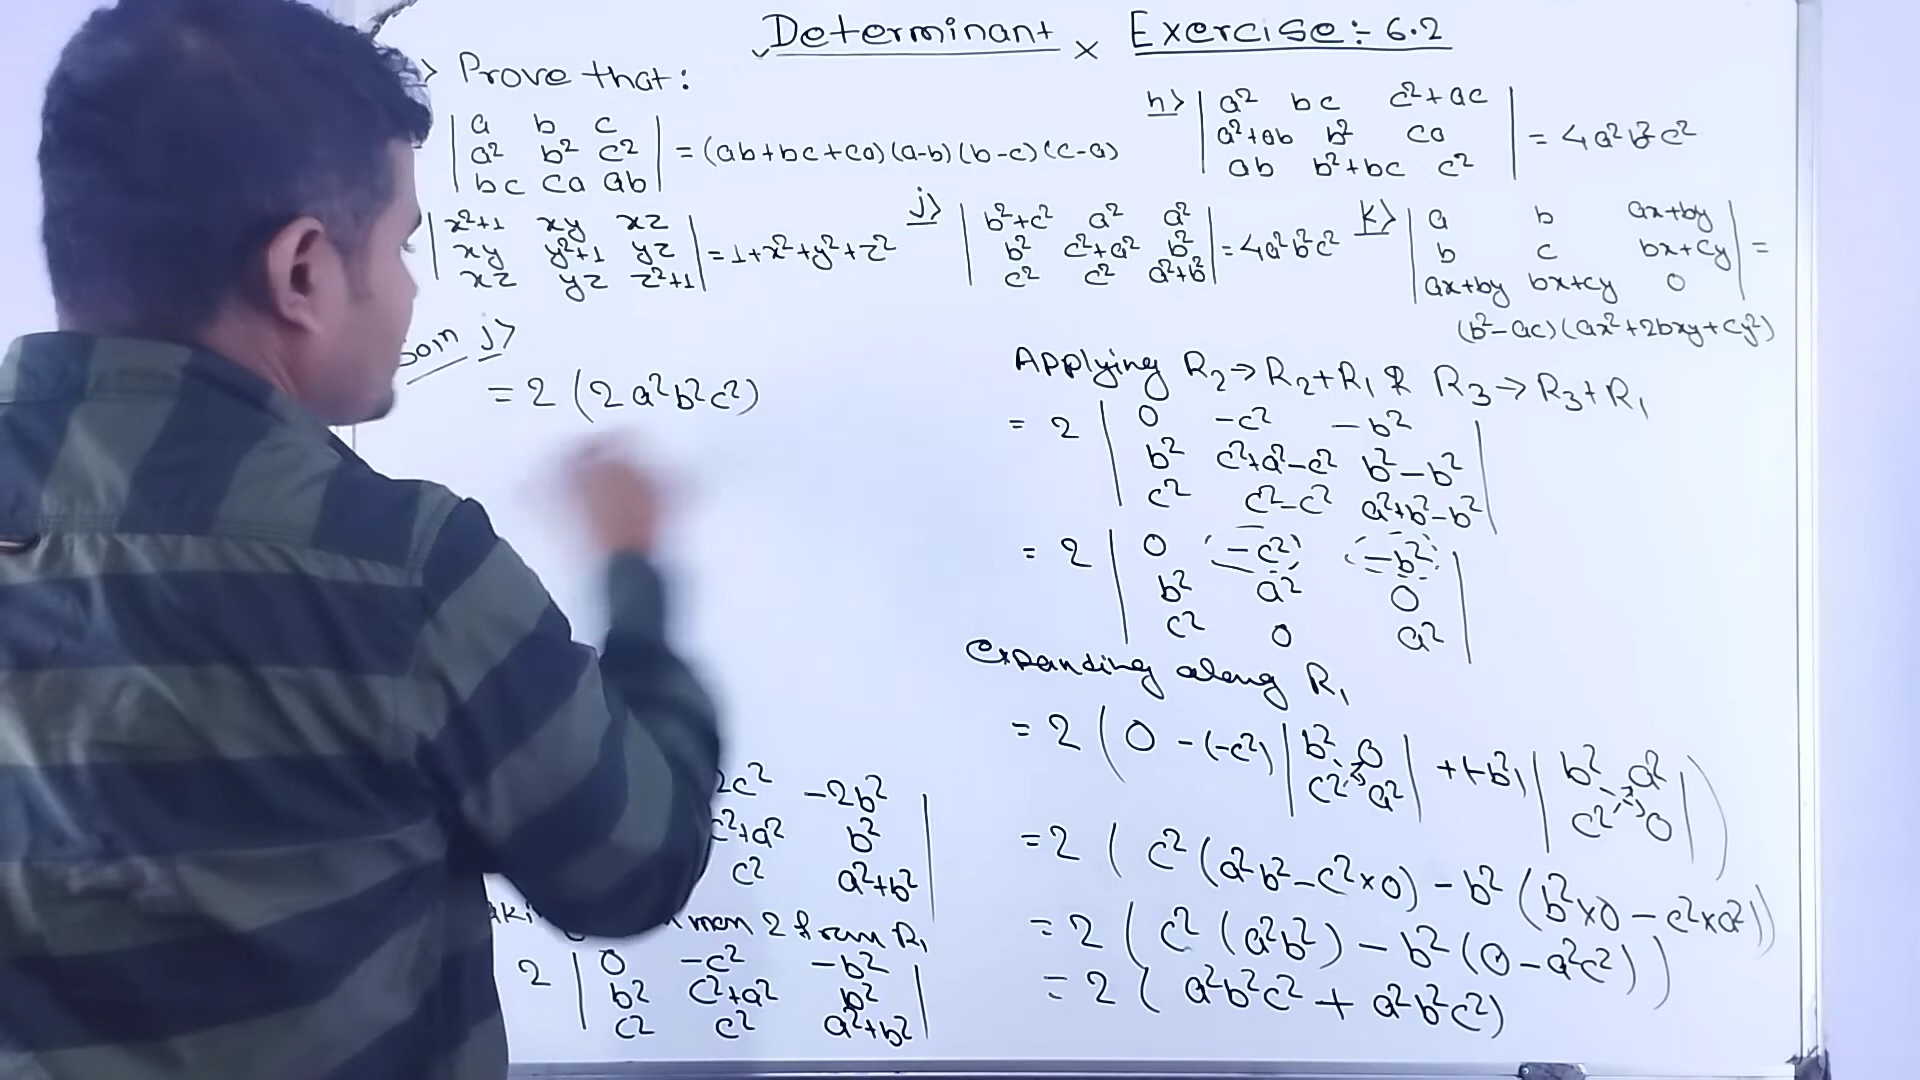 Determinant × Exercise:- 6.2
> Prove that:
| a b c |
| a² b² c² | = (ab+bc+ca)(a-b)(b-c)(c-a)
| bc ca ab |
h> | a² bc c²+ac |
| a²+ab b² ca | = 4a²b²c²
| ab b²+bc c² |
| x²+1 xy xz |
| xy y²+1 yz | = 1+x²+y²+z²
| xz yz z²+1 |
j> | b²+c² a² a² |
| b² c²+a² b² | = 4a²b²c²
| c² c² a²+b² |
k> | a b ax+by |
| b c bx+cy | =
| ax+by bx+cy 0 |
(b²-ac)(ax²+2bxy+cy²)
Soln j>
= 2 (2a²b²c²)
2c² -2b² |
c²+a² b² |
c² a²+b² |
mon 2 from R₁
2 | 0 -c² -b² |
| b² c²+a² b² |
| c² c² a²+b² |
Applying R₂→R₂+R₁ & R₃→R₃+R₁
= 2 | 0 -c² -b² |
| b² c²+a²-c² b²-b² |
| c² c²-c² a²+b²-b² |
= 2 | 0 -c² -b² |
| b² a² 0 |
| c² 0 a² |
expanding along R₁
= 2 ( 0 - (-c²) | b² 0 | + (-b²) | b² a² | )
| c² a² | | c² 0 |
= 2 ( c² (a²b²-c²×0) - b² (b²×0-c²×a²))
= 2 ( c² (a²b²) - b² (0-a²c²))
= 2 ( a²b²c² + a²b²c²)